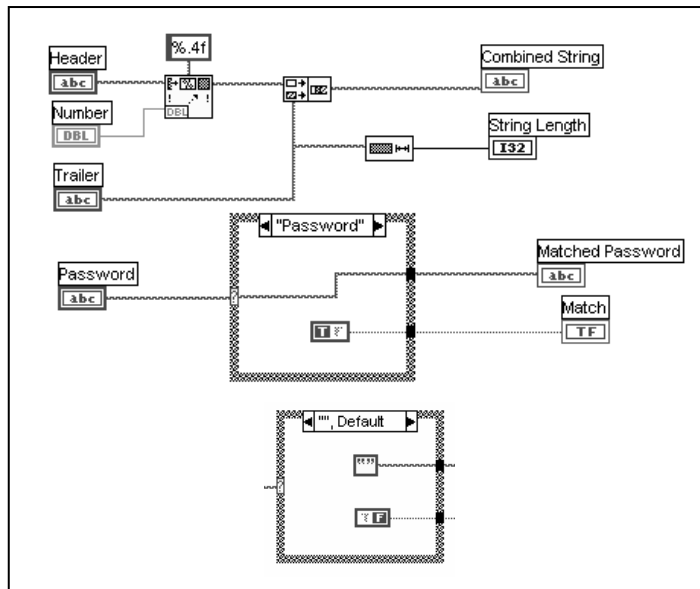 %.4f
Header
abc
Combined String
abc
Number
DBL
DBL
String Length
I32
Trailer
abc
"Password"
Password
abc
?
Matched Password
abc
T
Match
TF
"", Default
""
?
F